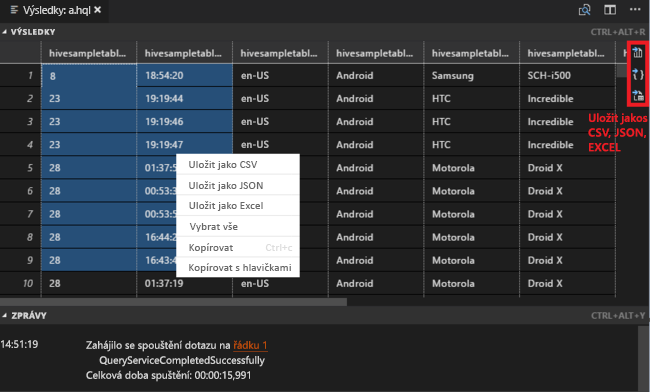 Výsledky: a.hql ×
VÝSLEDKY CTRL+ALT+R
hivesampletabl... hivesampletabl... hivesampletabl... hivesampletabl... hivesampletabl... hivesampletabl...
1 8 18:54:20 en-US Android Samsung SCH-i500
2 23 19:19:44 en-US Android HTC Incredible
3 23 19:19:46 en-US Android HTC Incredible
4 23 19:19:47 en-US Android HTC Incredible
Uložit jakos
CSV, JSON,
EXCEL
5 28 01:37:5 Android Motorola Droid X
6 28 00:53:3 Android Motorola Droid X
7 28 00:53:5 Android Motorola Droid X
8 28 16:44:2 Android Motorola Droid X
9 28 16:43:4 Android Motorola Droid X
10 28 01:37:19 en-US Android Motorola Droid X
Uložit jako CSV
Uložit jako JSON
Uložit jako Excel
Vybrat vše
Kopírovat Ctrl+c
Kopírovat s hlavičkami
ZPRÁVY CTRL+ALT+Y
14:51:19 Zahájilo se spouštění dotazu na řádku 1
QueryServiceCompletedSuccessfully
Celková doba spuštění: 00:00:15,991